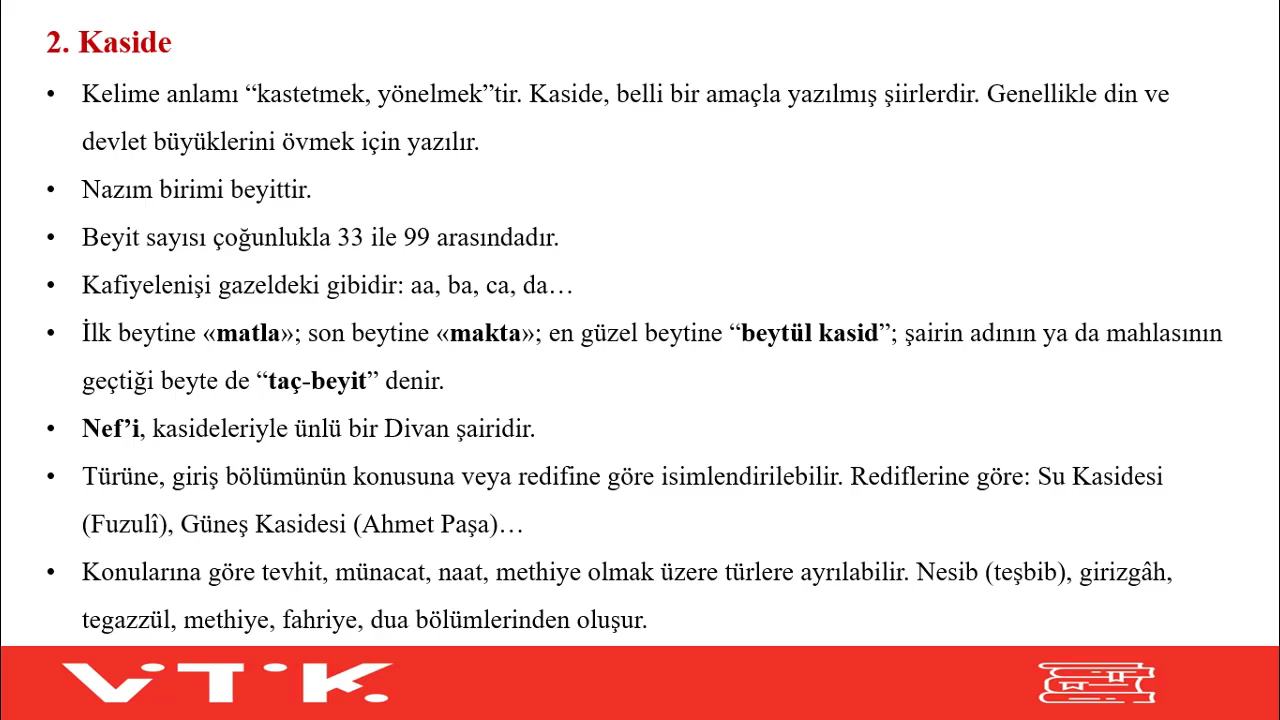 2. Kaside
• Kelime anlamı “kastetmek, yönelmek”tir. Kaside, belli bir amaçla yazılmış şiirlerdir. Genellikle din ve
devlet büyüklerini övmek için yazılır.
• Nazım birimi beyittir.
• Beyit sayısı çoğunlukla 33 ile 99 arasındadır.
• Kafiyelenişi gazeldeki gibidir: aa, ba, ca, da…
• İlk beytine «matla»; son beytine «makta»; en güzel beytine “beytül kasid”; şairin adının ya da mahlasının
geçtiği beyte de “taç-beyit” denir.
• Nef’i, kasideleriyle ünlü bir Divan şairidir.
• Türüne, giriş bölümünün konusuna veya redifine göre isimlendirilebilir. Rediflerine göre: Su Kasidesi
(Fuzulî), Güneş Kasidesi (Ahmet Paşa)…
• Konularına göre tevhit, münacat, naat, methiye olmak üzere türlere ayrılabilir. Nesib (teşbib), girizgâh,
tegazzül, methiye, fahriye, dua bölümlerinden oluşur.
VİTİK.